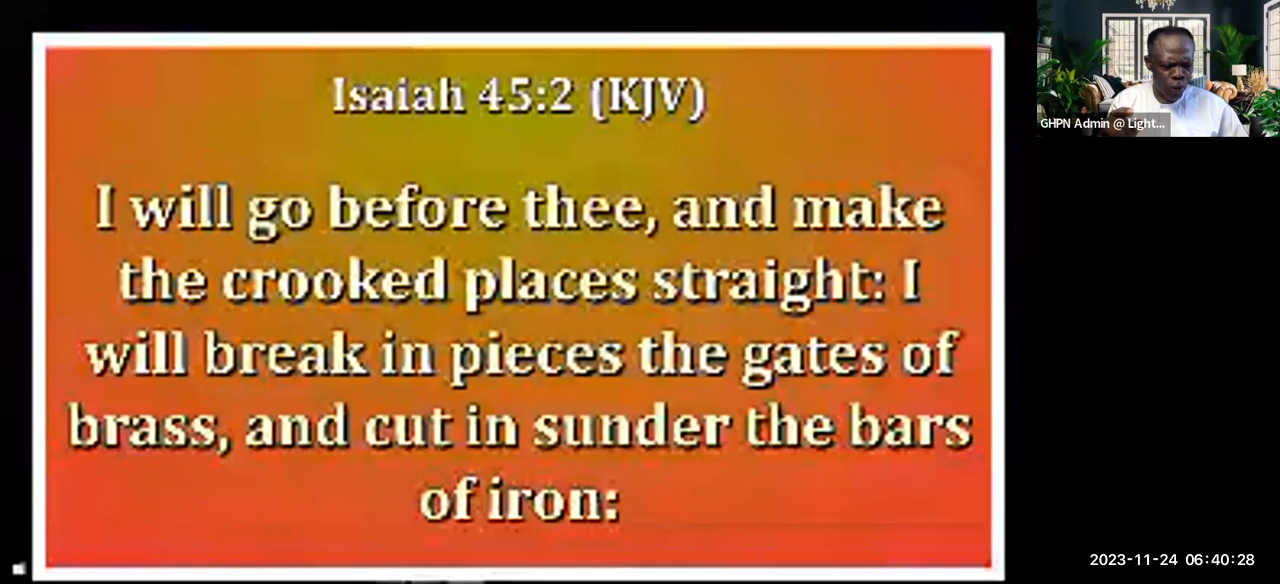 Isaiah 45:2 (KJV)
I will go before thee, and make
the crooked places straight: I
will break in pieces the gates of
brass, and cut in sunder the bars
of iron:
GHPN Admin @ Light...
2023-11-24 06:40:28